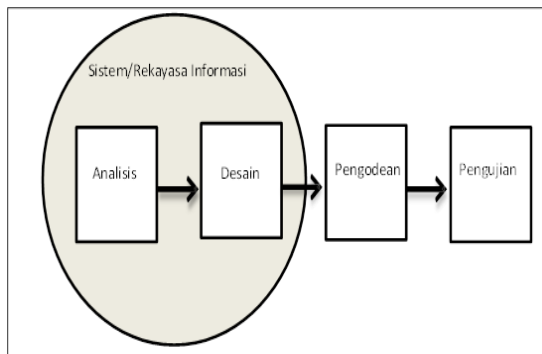 Sistem/Rekayasa Informasi
Analisis
Desain
Pengodean
Pengujian